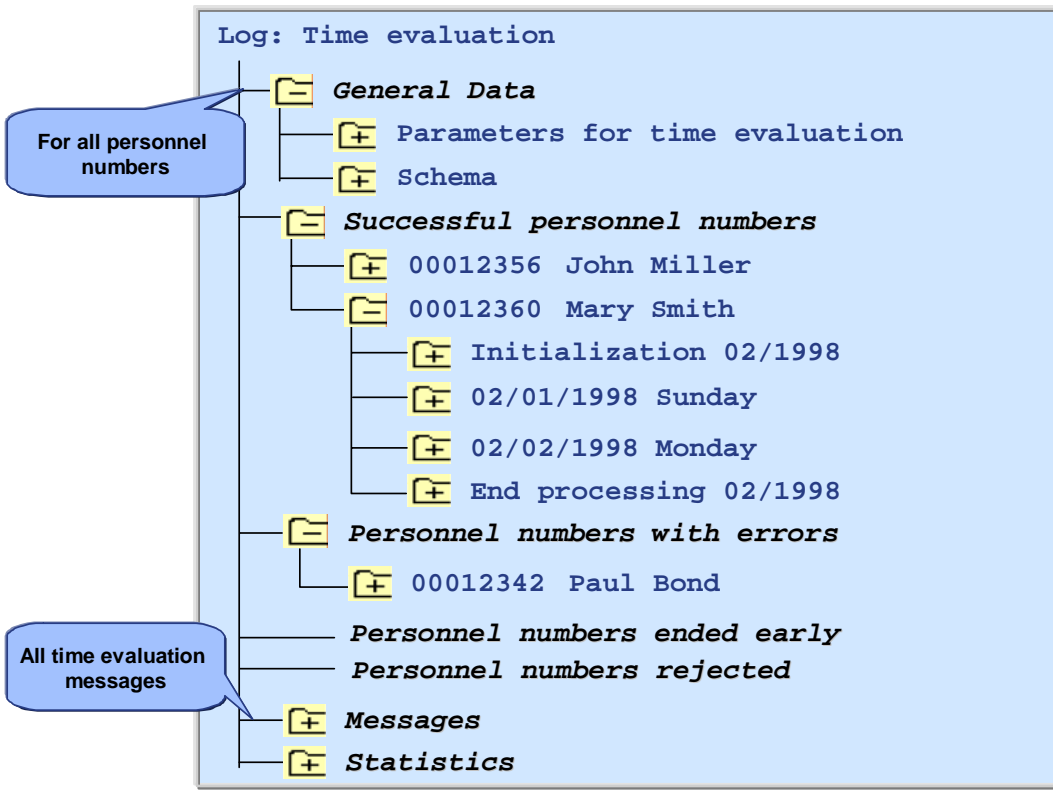 Log: Time evaluation
General Data
For all personnel
numbers
Parameters for time evaluation
Schema
Successful personnel numbers
00012356 John Miller
00012360 Mary Smith
Initialization 02/1998
02/01/1998 Sunday
02/02/1998 Monday
End processing 02/1998
Personnel numbers with errors
00012342 Paul Bond
Personnel numbers ended early
All time evaluation
messages
Personnel numbers rejected
Messages
Statistics